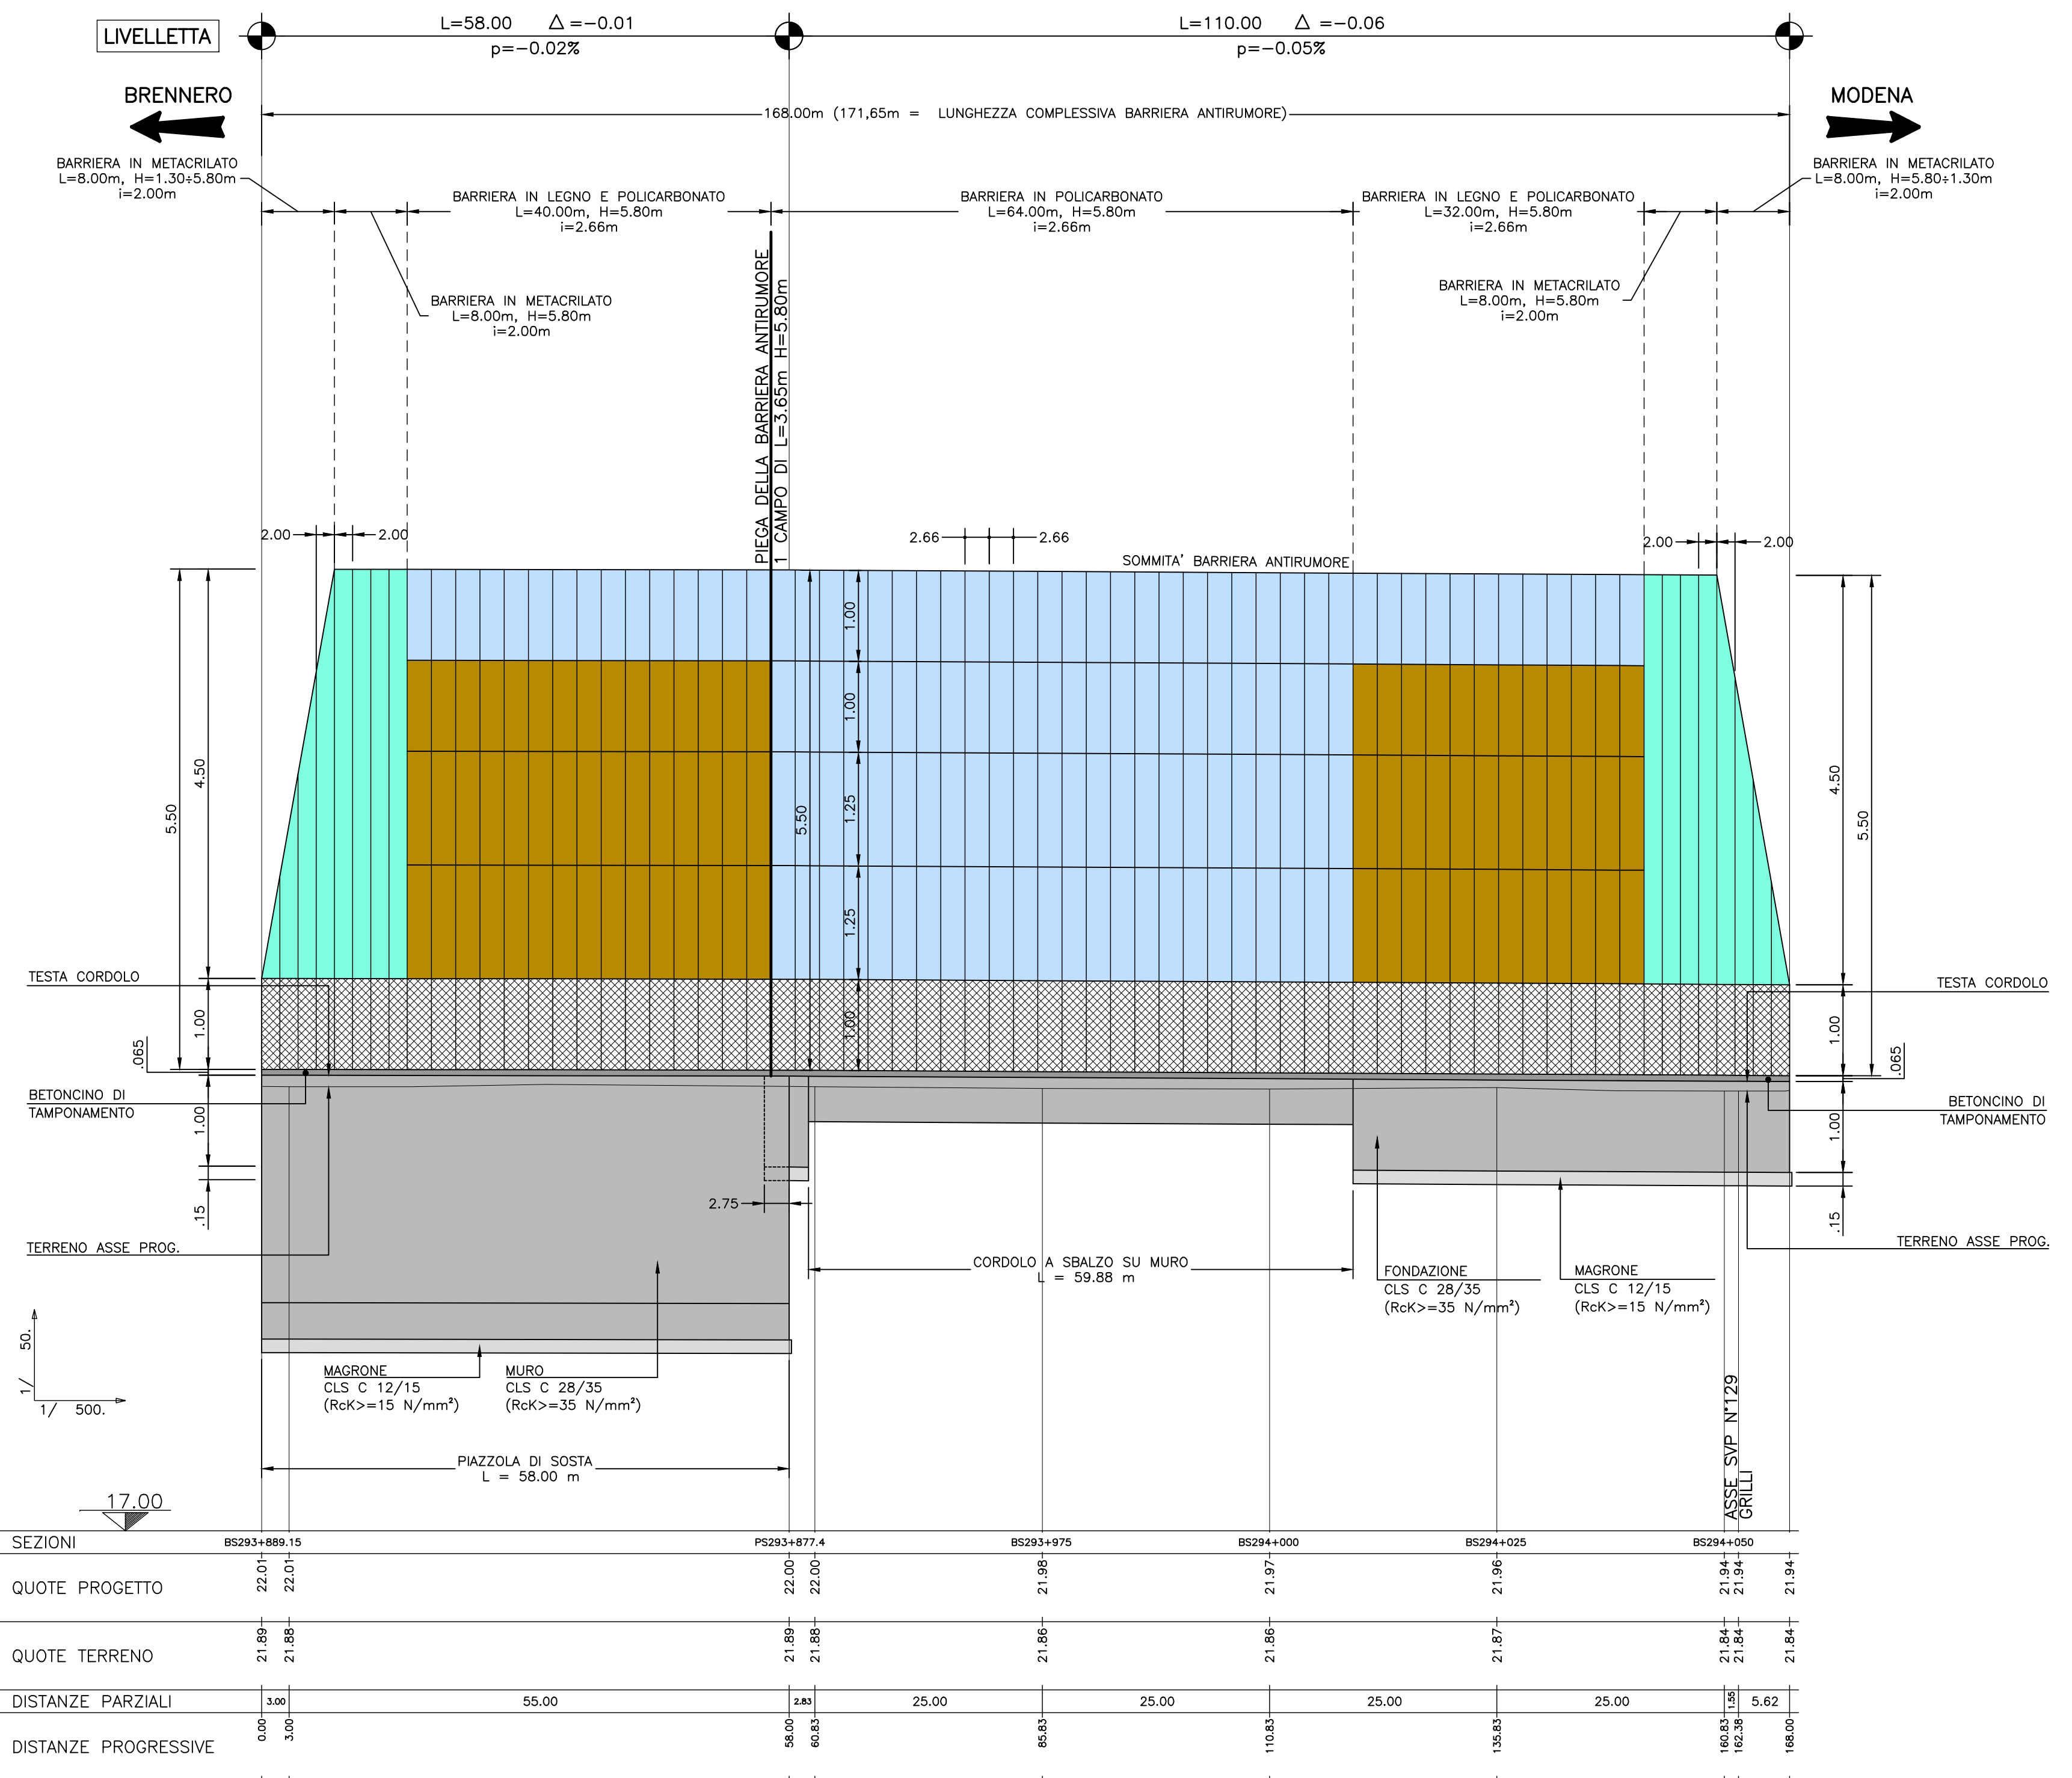 LIVELLETTA
L=58.00 △ =−0.01
p=−0.02%
L=110.00 △ =−0.06
p=−0.05%
BRENNERO
MODENA
168.00m (171,65m = LUNGHEZZA COMPLESSIVA BARRIERA ANTIRUMORE)
BARRIERA IN METACRILATO
L=8.00m, H=1.30÷5.80m
i=2.00m
BARRIERA IN LEGNO E POLICARBONATO
L=40.00m, H=5.80m
i=2.66m
BARRIERA IN POLICARBONATO
L=64.00m, H=5.80m
i=2.66m
BARRIERA IN LEGNO E POLICARBONATO
L=32.00m, H=5.80m
i=2.66m
BARRIERA IN METACRILATO
L=8.00m, H=5.80÷1.30m
i=2.00m
BARRIERA IN METACRILATO
L=8.00m, H=5.80m
i=2.00m
BARRIERA IN METACRILATO
L=8.00m, H=5.80m
i=2.00m
PIEGA DELLA BARRIERA ANTIRUMORE
1 CAMPO DI L=3.65m H=5.80m
2.00
2.00
2.66
2.66
2.00
2.00
SOMMITA' BARRIERA ANTIRUMORE
5.50
4.50
1.00
.065
1.00
.15
5.50
1.00
1.00
1.25
1.25
1.00
4.50
5.50
1.00
.065
1.00
.15
TESTA CORDOLO
BETONCINO DI
TAMPONAMENTO
TERRENO ASSE PROG.
TESTA CORDOLO
BETONCINO DI
TAMPONAMENTO
TERRENO ASSE PROG.
2.75
CORDOLO A SBALZO SU MURO
L = 59.88 m
FONDAZIONE
CLS C 28/35
(RcK>=35 N/mm²)
MAGRONE
CLS C 12/15
(RcK>=15 N/mm²)
MAGRONE
CLS C 12/15
(RcK>=15 N/mm²)
MURO
CLS C 28/35
(RcK>=35 N/mm²)
1/ 50.
1/ 500.
PIAZZOLA DI SOSTA
L = 58.00 m
ASSE SVP N°129
GRILLI
17.00
SEZIONI BS293+889.15 PS293+877.4 BS293+975 BS294+000 BS294+025 BS294+050
QUOTE PROGETTO 22.01 22.01 22.00 22.00 21.98 21.97 21.96 21.94 21.94 21.94
QUOTE TERRENO 21.89 21.88 21.89 21.88 21.86 21.86 21.87 21.84 21.84 21.84
DISTANZE PARZIALI 3.00 55.00 2.83 25.00 25.00 25.00 25.00 1.55 5.62
DISTANZE PROGRESSIVE 0.00 3.00 58.00 60.83 85.83 110.83 135.83 160.83 162.38 168.00